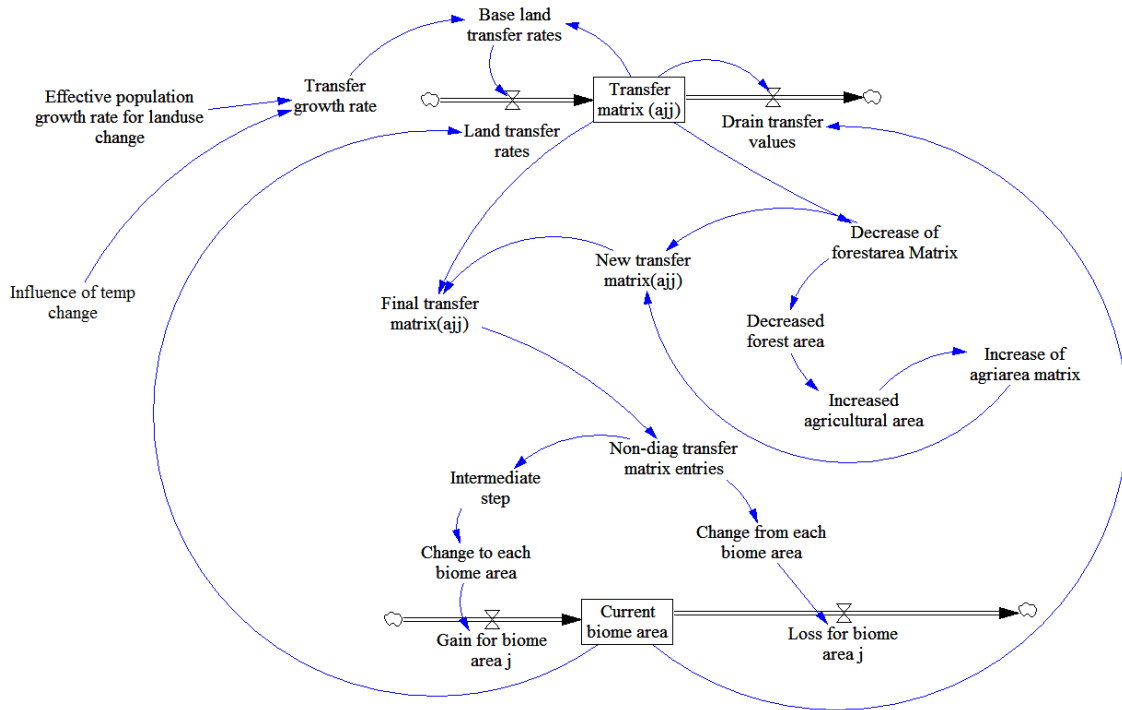 Base land
transfer rates
Transfer
growth rate
Effective population
growth rate for landuse
change
Transfer
matrix (ajj)
Land transfer
rates
Drain transfer
values
Decrease of
forestarea Matrix
New transfer
matrix(ajj)
Influence of temp
change
Final transfer
matrix(ajj)
Decreased
forest area
Increase of
agriarea matrix
Increased
agricultural area
Non-diag transfer
matrix entries
Intermediate
step
Change from each
biome area
Change to each
biome area
Current
biome area
Gain for biome
area j
Loss for biome
area j